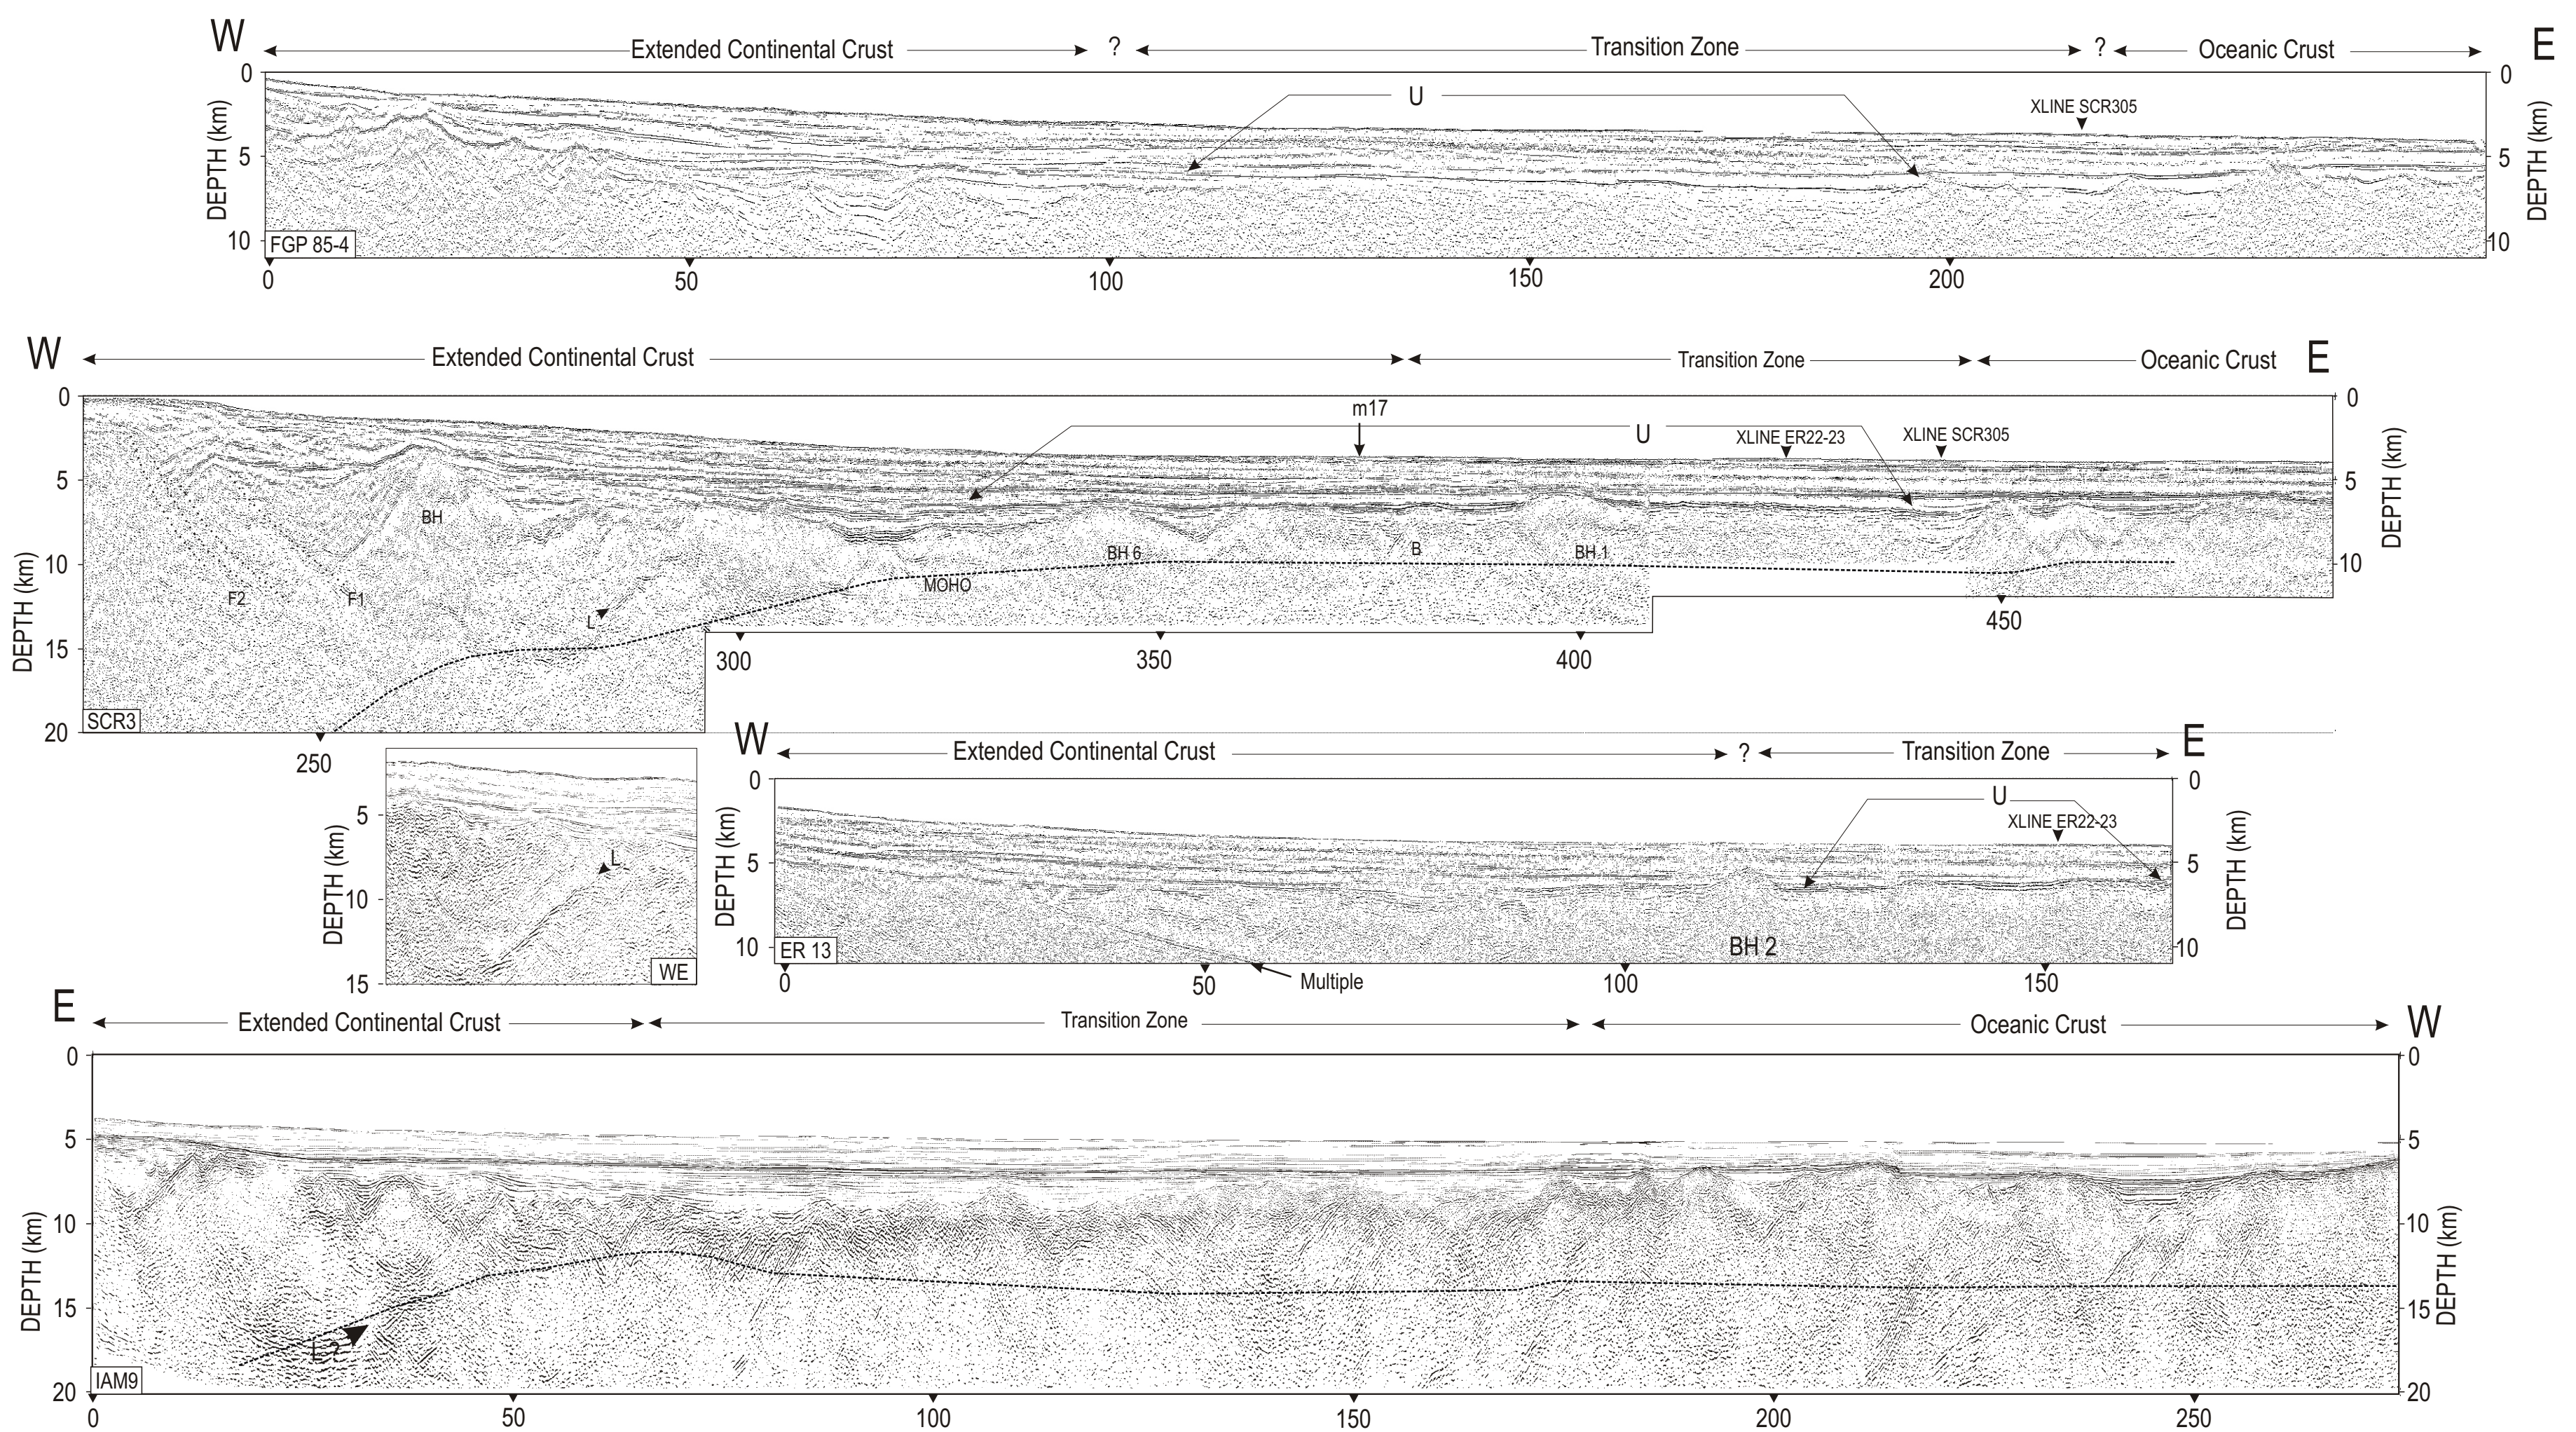 W Extended Continental Crust ? Transition Zone ? Oceanic Crust E
0 0
U
XLINE SCR305
DEPTH (km) 5 5 DEPTH (km)
10 FGP 85-4 10
0 50 100 150 200
W Extended Continental Crust Transition Zone Oceanic Crust E
0 0
m17
U
XLINE ER22-23 XLINE SCR305
5 5
BH
DEPTH (km)
BH 6 B BH 1
10 10
MOHO
F2 F1
L
DEPTH (km)
15
450
300 350 400
SCR3
20
250
W Extended Continental Crust ? Transition Zone E
0 0
U
XLINE ER22-23
5
L
DEPTH (km)
10
WE
15
DEPTH (km) 5 5 DEPTH (km)
10 ER 13 BH 2 10
0 50 100 150
Multiple
E Extended Continental Crust Transition Zone Oceanic Crust W
0 0
5 5
10 10
DEPTH (km) DEPTH (km)
15 15
L ?
IAM9
20 20
0 50 100 150 200 250